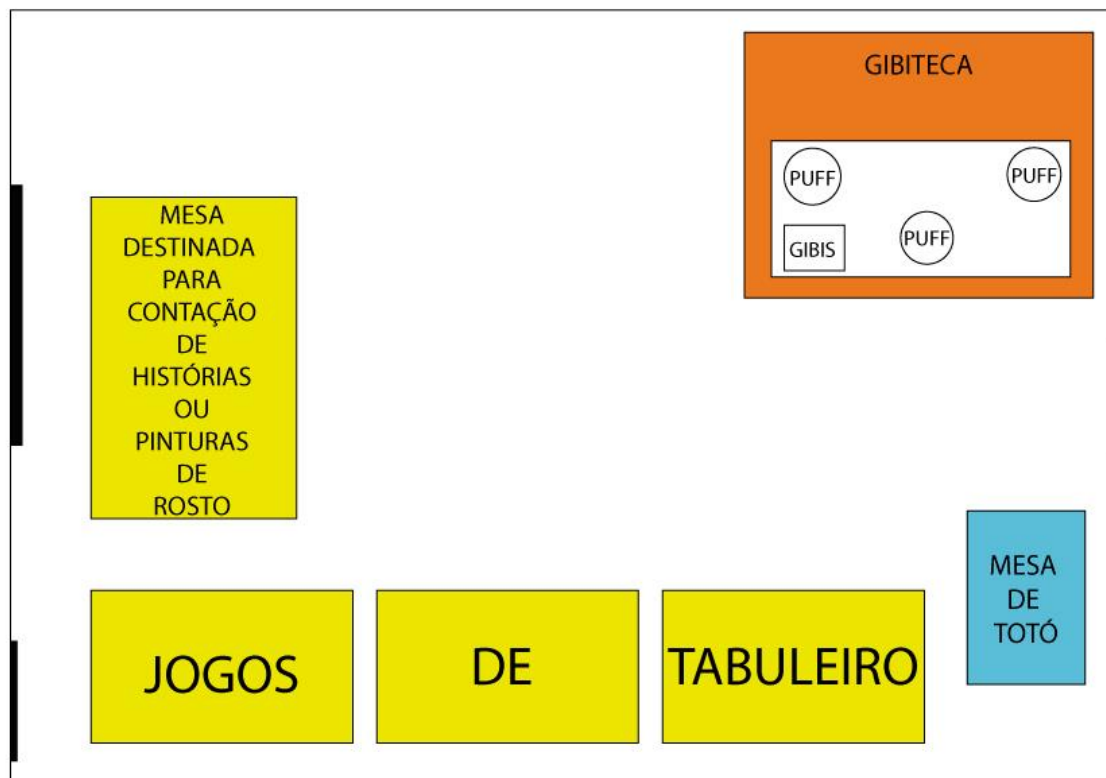 GIBITECA
PUFF
PUFF
PUFF
GIBIS
MESA
DESTINADA
PARA
CONTAÇÃO
DE
HISTÓRIAS
OU
PINTURAS
DE
ROSTO
MESA
DE
TOTÓ
JOGOS
DE
TABULEIRO